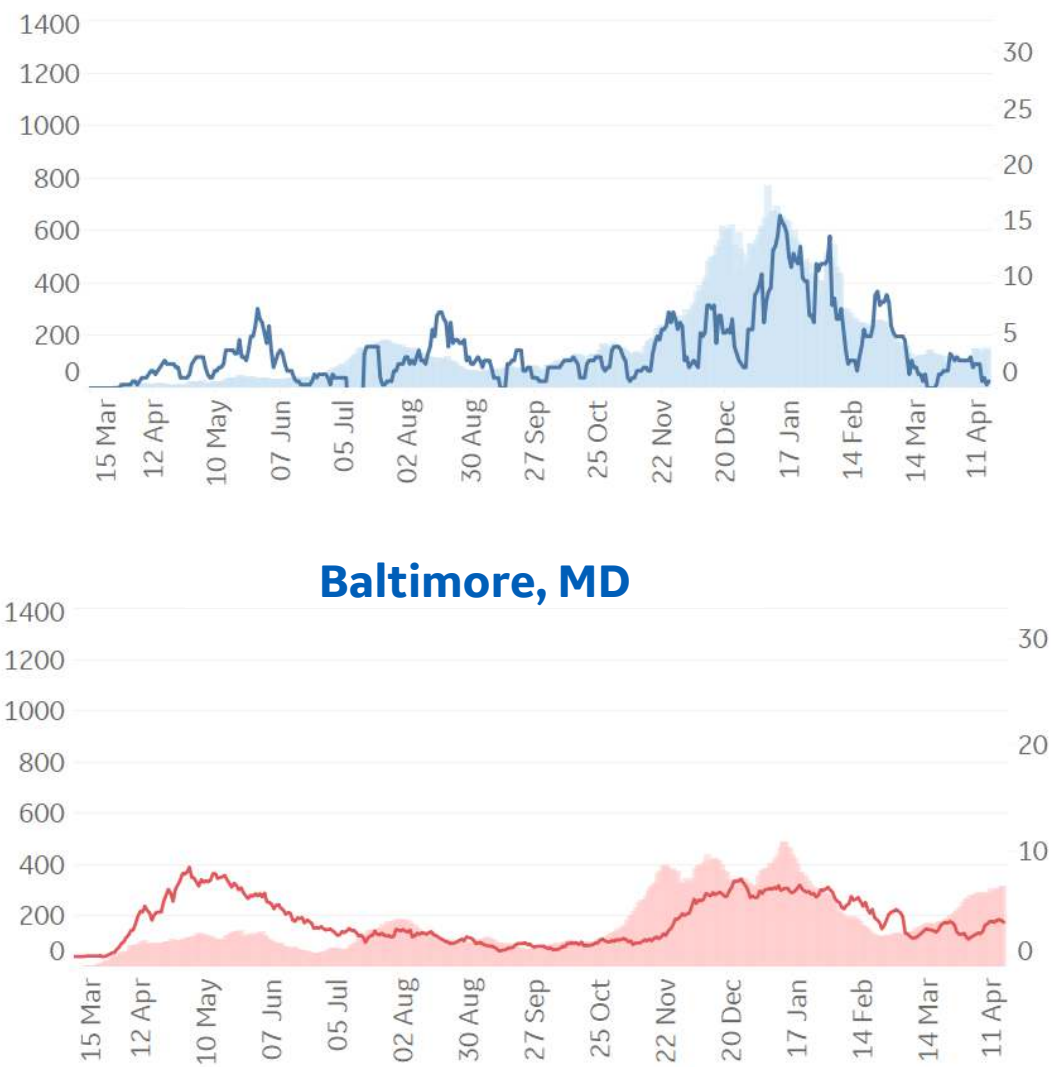 1400
1200
1000
800
600
400
200
0
30
25
20
15
10
5
0
15 Mar
12 Apr
10 May
07 Jun
05 Jul
02 Aug
30 Aug
27 Sep
25 Oct
22 Nov
20 Dec
17 Jan
14 Feb
14 Mar
11 Apr
Baltimore, MD
1400
1200
1000
800
600
400
200
0
30
20
10
0
15 Mar
12 Apr
10 May
07 Jun
05 Jul
02 Aug
30 Aug
27 Sep
25 Oct
22 Nov
20 Dec
17 Jan
14 Feb
14 Mar
11 Apr